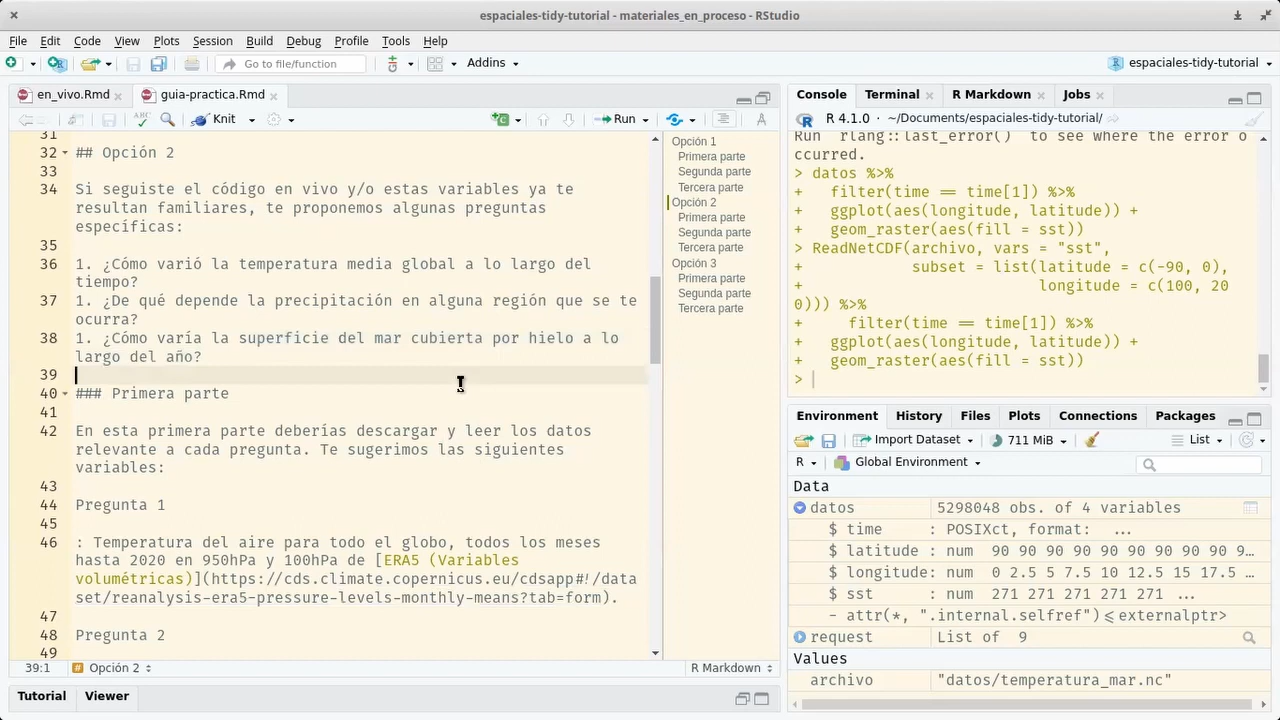 espaciales-tidy-tutorial - materiales_en_proceso - RStudio
File Edit Code View Plots Session Build Debug Profile Tools Help
Go to file/function
Addins
espaciales-tidy-tutorial
en_vivo.Rmd
guia-practica.Rmd
ABC
Knit
Run
31
32 ## Opción 2
33
34 Si seguiste el código en vivo y/o estas variables ya te
resultan familiares, te proponemos algunas preguntas
específicas:
35
36 1. ¿Cómo varió la temperatura media global a lo largo del
tiempo?
37 1. ¿De qué depende la precipitación en alguna región que se te
ocurra?
38 1. ¿Cómo varía la superficie del mar cubierta por hielo a lo
largo del año?
39
40 ### Primera parte
41
42 En esta primera parte deberías descargar y leer los datos
relevante a cada pregunta. Te sugerimos las siguientes
variables:
43
44 Pregunta 1
45
46 : Temperatura del aire para todo el globo, todos los meses
hasta 2020 en 950hPa y 100hPa de [ERA5 (Variables
volumétricas)](https://cds.climate.copernicus.eu/cdsapp#!/data
set/reanalysis-era5-pressure-levels-monthly-means?tab=form).
47
48 Pregunta 2
49
Opción 1
Primera parte
Segunda parte
Tercera parte
Opción 2
Primera parte
Segunda parte
Tercera parte
Opción 3
Primera parte
Segunda parte
Tercera parte
39:1 # Opción 2
R Markdown
Tutorial Viewer
Console Terminal R Markdown Jobs
R 4.1.0 · ~/Documents/espaciales-tidy-tutorial/
Run `rlang::last_error()` to see where the error o
ccurred.
> datos %>%
+ filter(time == time[1]) %>%
+ ggplot(aes(longitude, latitude)) +
+ geom_raster(aes(fill = sst))
> ReadNetCDF(archivo, vars = "sst",
+ subset = list(latitude = c(-90, 0),
+ longitude = c(100, 20
0))) %>%
+ filter(time == time[1]) %>%
+ ggplot(aes(longitude, latitude)) +
+ geom_raster(aes(fill = sst))
>
Environment History Files Plots Connections Packages
Import Dataset 711 MiB List
R Global Environment
Data
datos 5298048 obs. of 4 variables
$ time : POSIXct, format: ...
$ latitude : num 90 90 90 90 90 90 90 90 9…
$ longitude: num 0 2.5 5 7.5 10 12.5 15 17.5 …
$ sst : num 271 271 271 271 271 ...
- attr(*, ".internal.selfref")<externalptr>
request List of 9
Values
archivo "datos/temperatura_mar.nc"